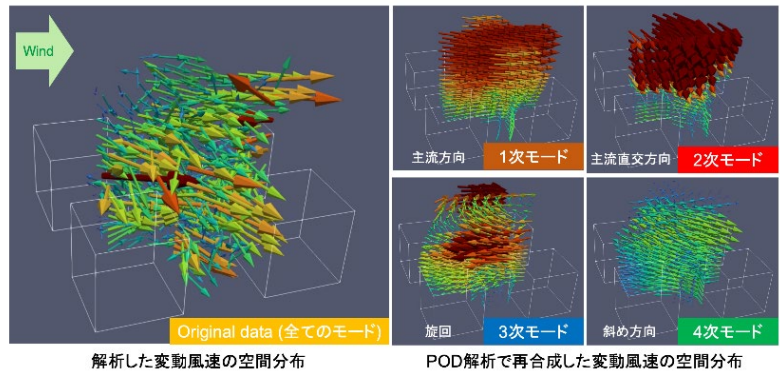 Wind
Original data (全てのモード)
解析した変動風速の空間分布
主流方向
1次モード
主流直交方向
2次モード
旋回
3次モード
斜め方向
4次モード
POD解析で再合成した変動風速の空間分布